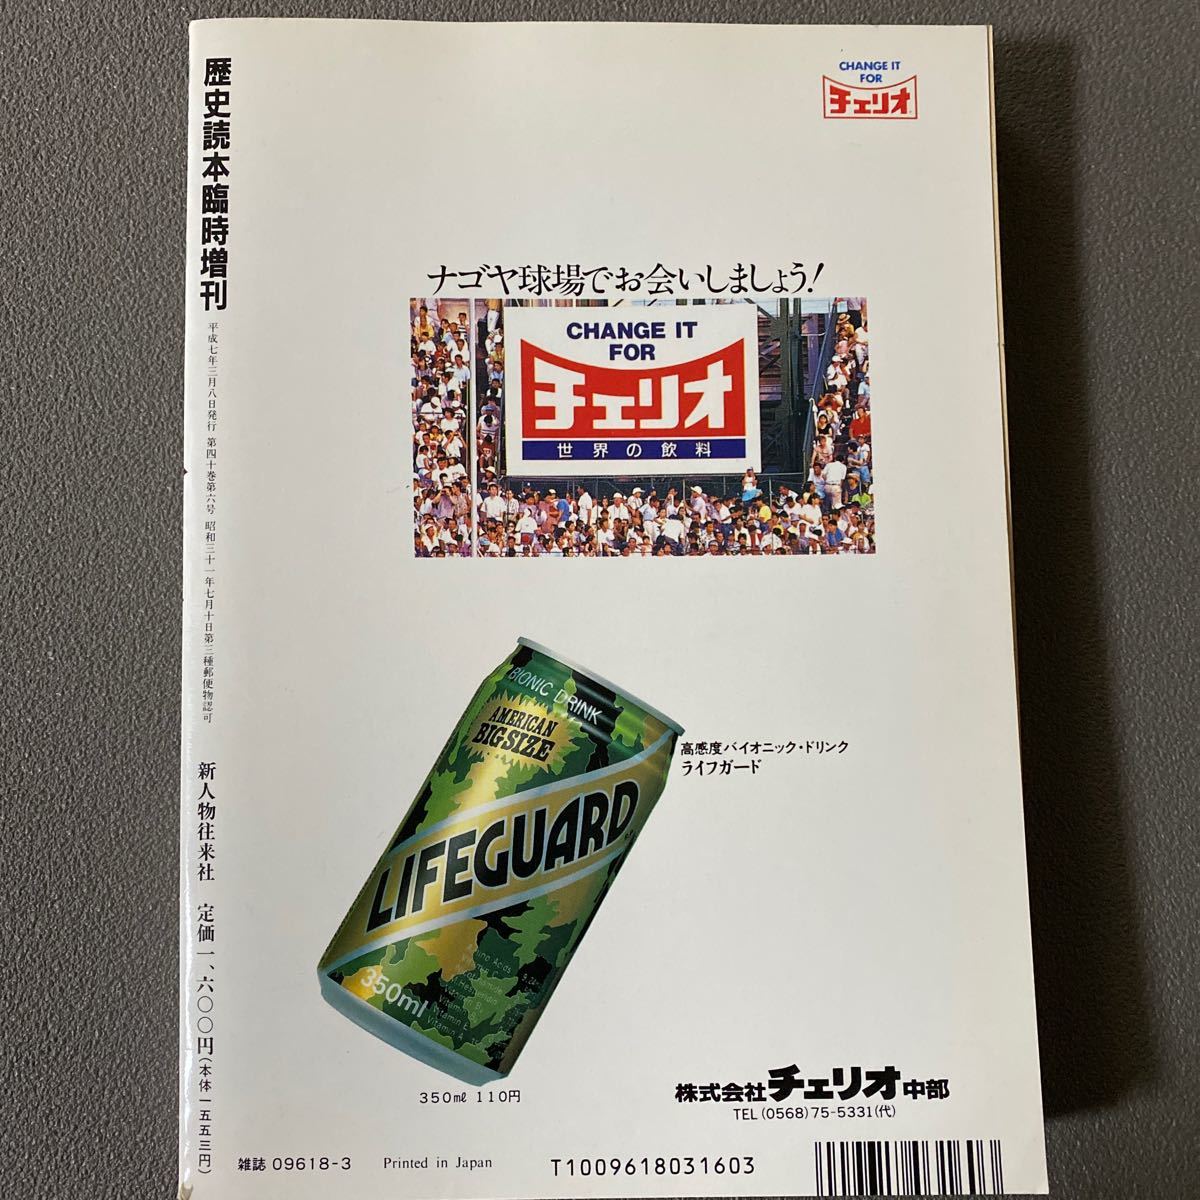 歴史読本臨時増刊
平成七年三月八日発行 第四十巻第六号 昭和三十一年七月十日第三種郵便物認可
新人物往来社 定価一、六〇〇円(本体一五五三円)
CHANGE IT
FOR
チェリオ
ナゴヤ球場でお会いしましょう!
CHANGE IT
FOR
チェリオ
世界の飲料
BIONIC DRINK
AMERICAN
BIGSIZE
LIFEGUARD
350ml
高感度バイオニック・ドリンク
ライフガード
350ml 110円
株式会社チェリオ中部
TEL(0568)75-5331(代)
雑誌 09618-3 Printed in Japan T1009618031603